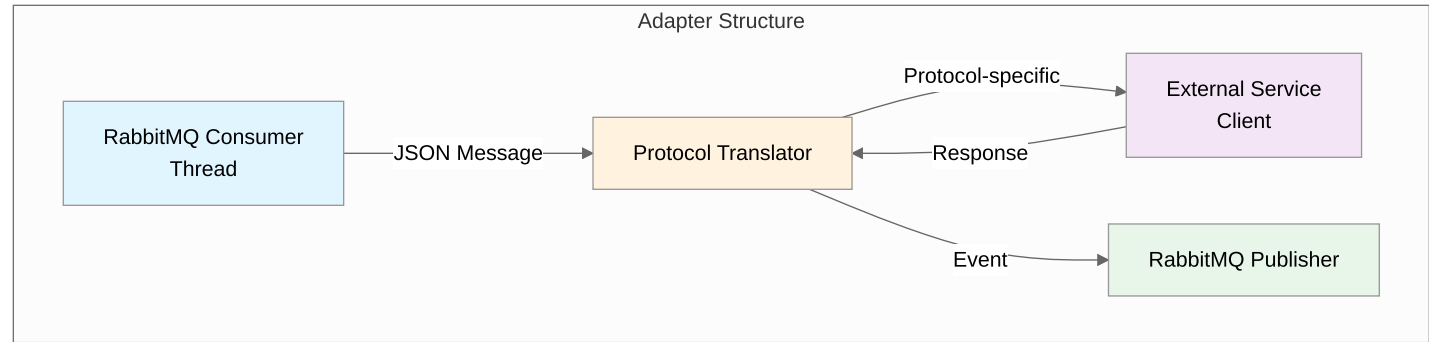 Adapter Structure
RabbitMQ Consumer
Thread
JSON Message
Protocol Translator
Protocol-specific
Response
Event
External Service
Client
RabbitMQ Publisher